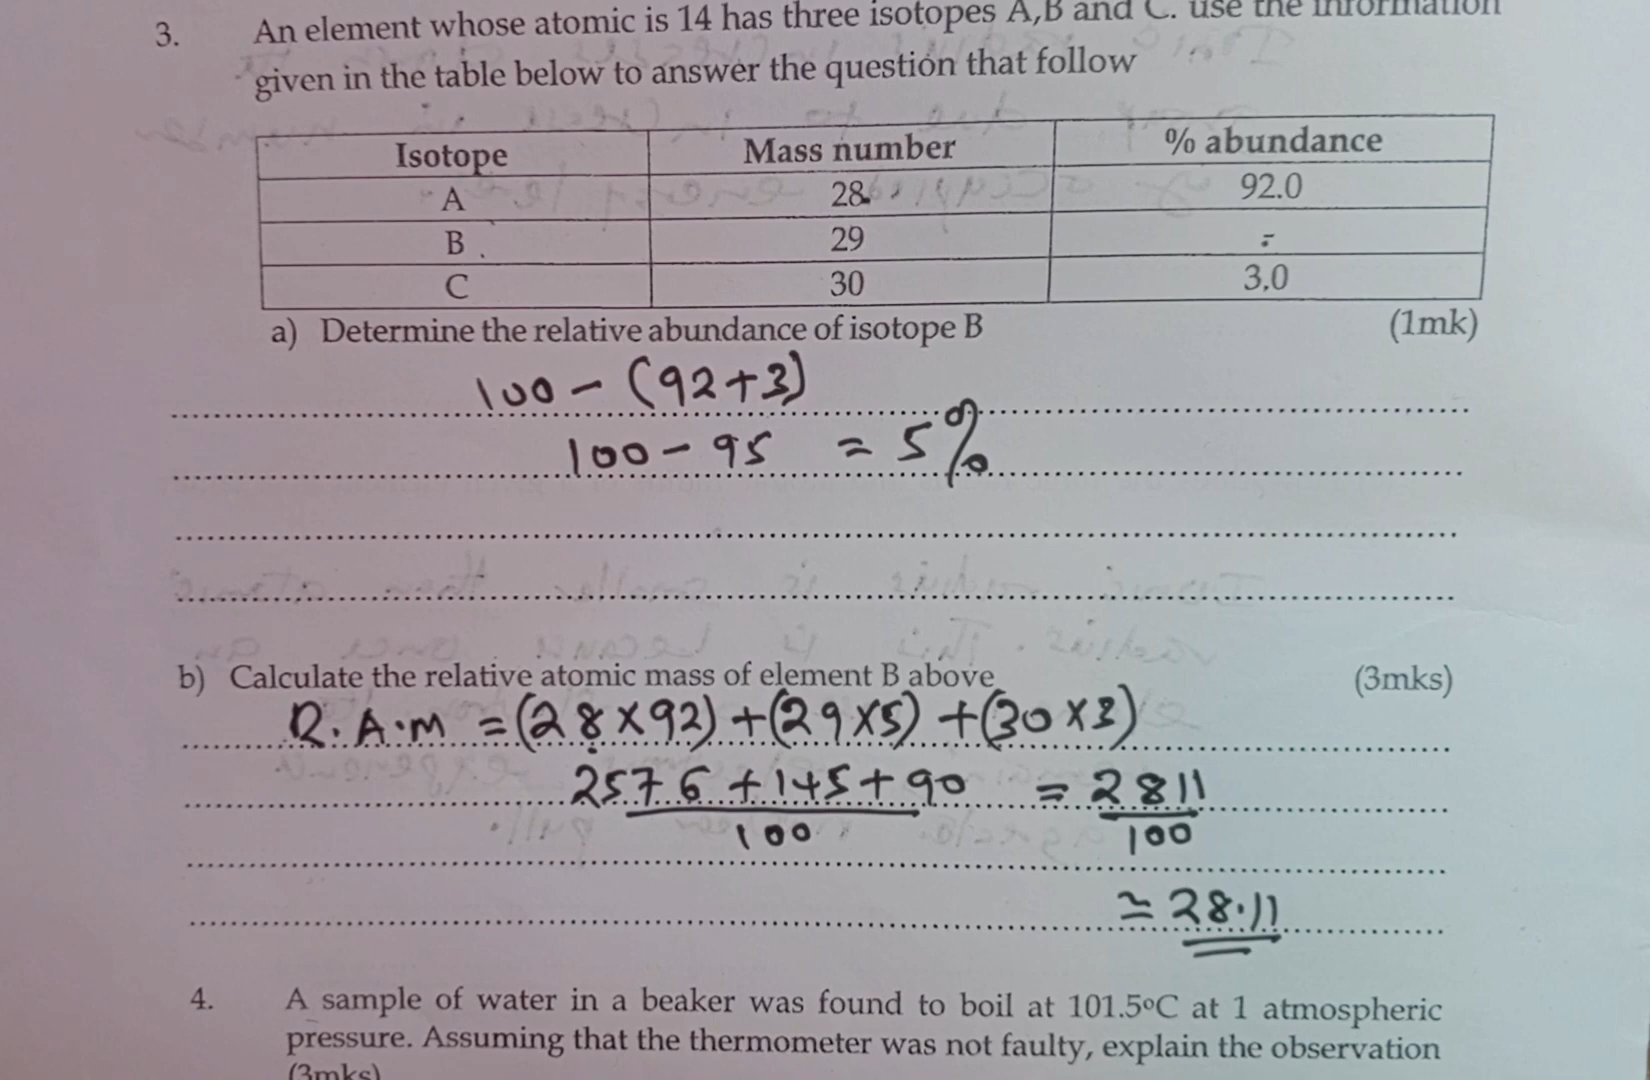 3. An element whose atomic is 14 has three isotopes A,B and C. use the information
given in the table below to answer the question that follow
Isotope Mass number % abundance
A 28 92.0
B 29 -
C 30 3.0
a) Determine the relative abundance of isotope B (1mk)
100 - (92+3)
100 - 95 = 5%
b) Calculate the relative atomic mass of element B above (3mks)
R.A.M = (28 x 92) + (29 x 5) + (30 x 3)
2576 + 145 + 90 = 2811
100 100
≃ 28.11
4. A sample of water in a beaker was found to boil at 101.5ºC at 1 atmospheric
pressure. Assuming that the thermometer was not faulty, explain the observation
(3mks)